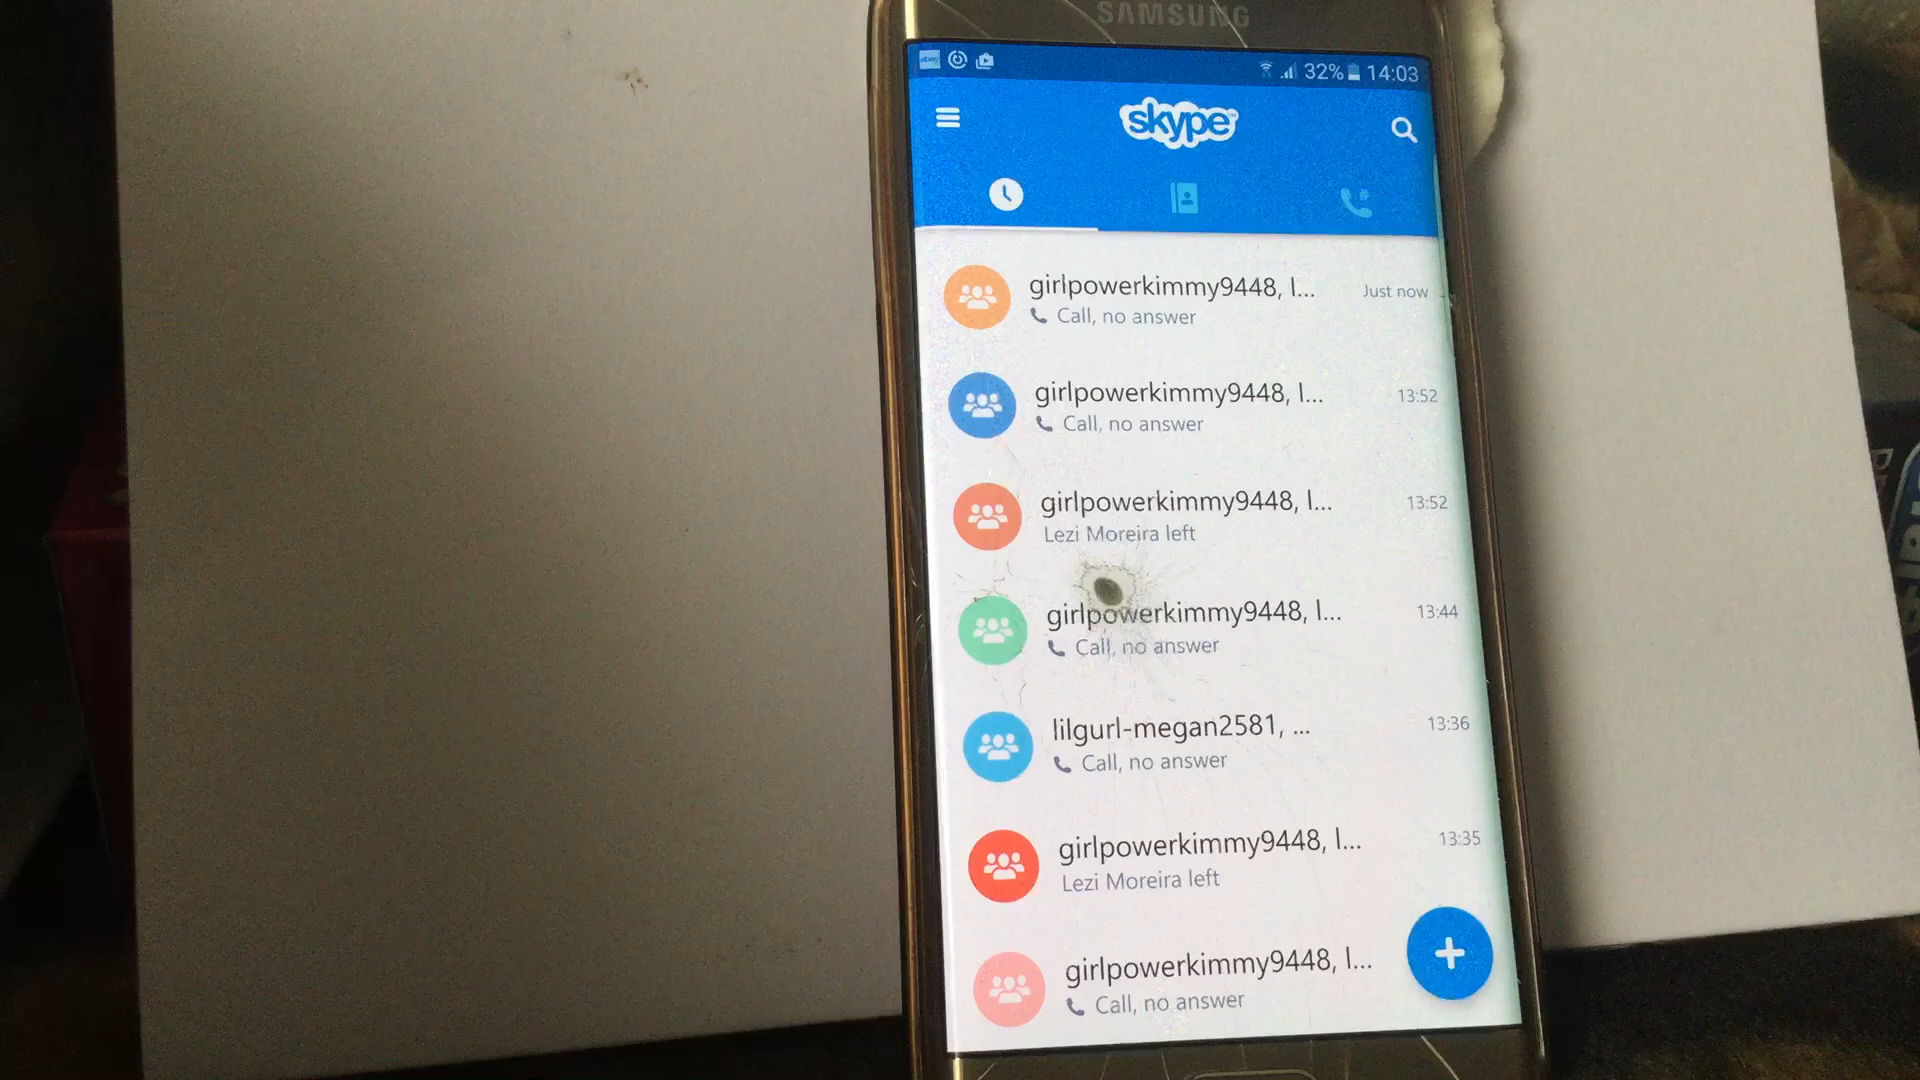 SAMSUNG
ebay 32% 14:03
skype
girlpowerkimmy9448, l... Just now
Call, no answer
girlpowerkimmy9448, l... 13:52
Call, no answer
girlpowerkimmy9448, l... 13:52
Lezi Moreira left
girlpowerkimmy9448, l... 13:44
Call, no answer
lilgurl-megan2581, ... 13:36
Call, no answer
girlpowerkimmy9448, l... 13:35
Lezi Moreira left
girlpowerkimmy9448, l...
Call, no answer